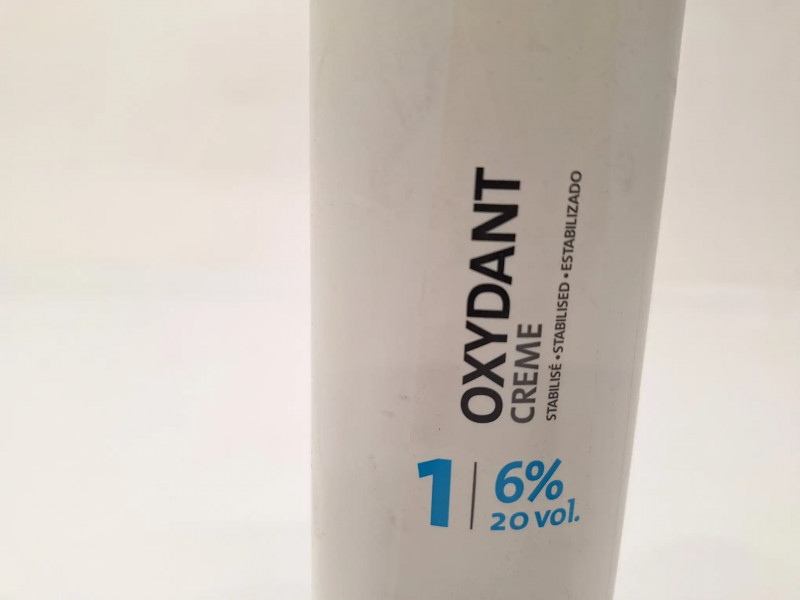 OXYDANT
CREME
STABILISÉ • STABILISED • ESTABILIZADO
1
6%
20 vol.